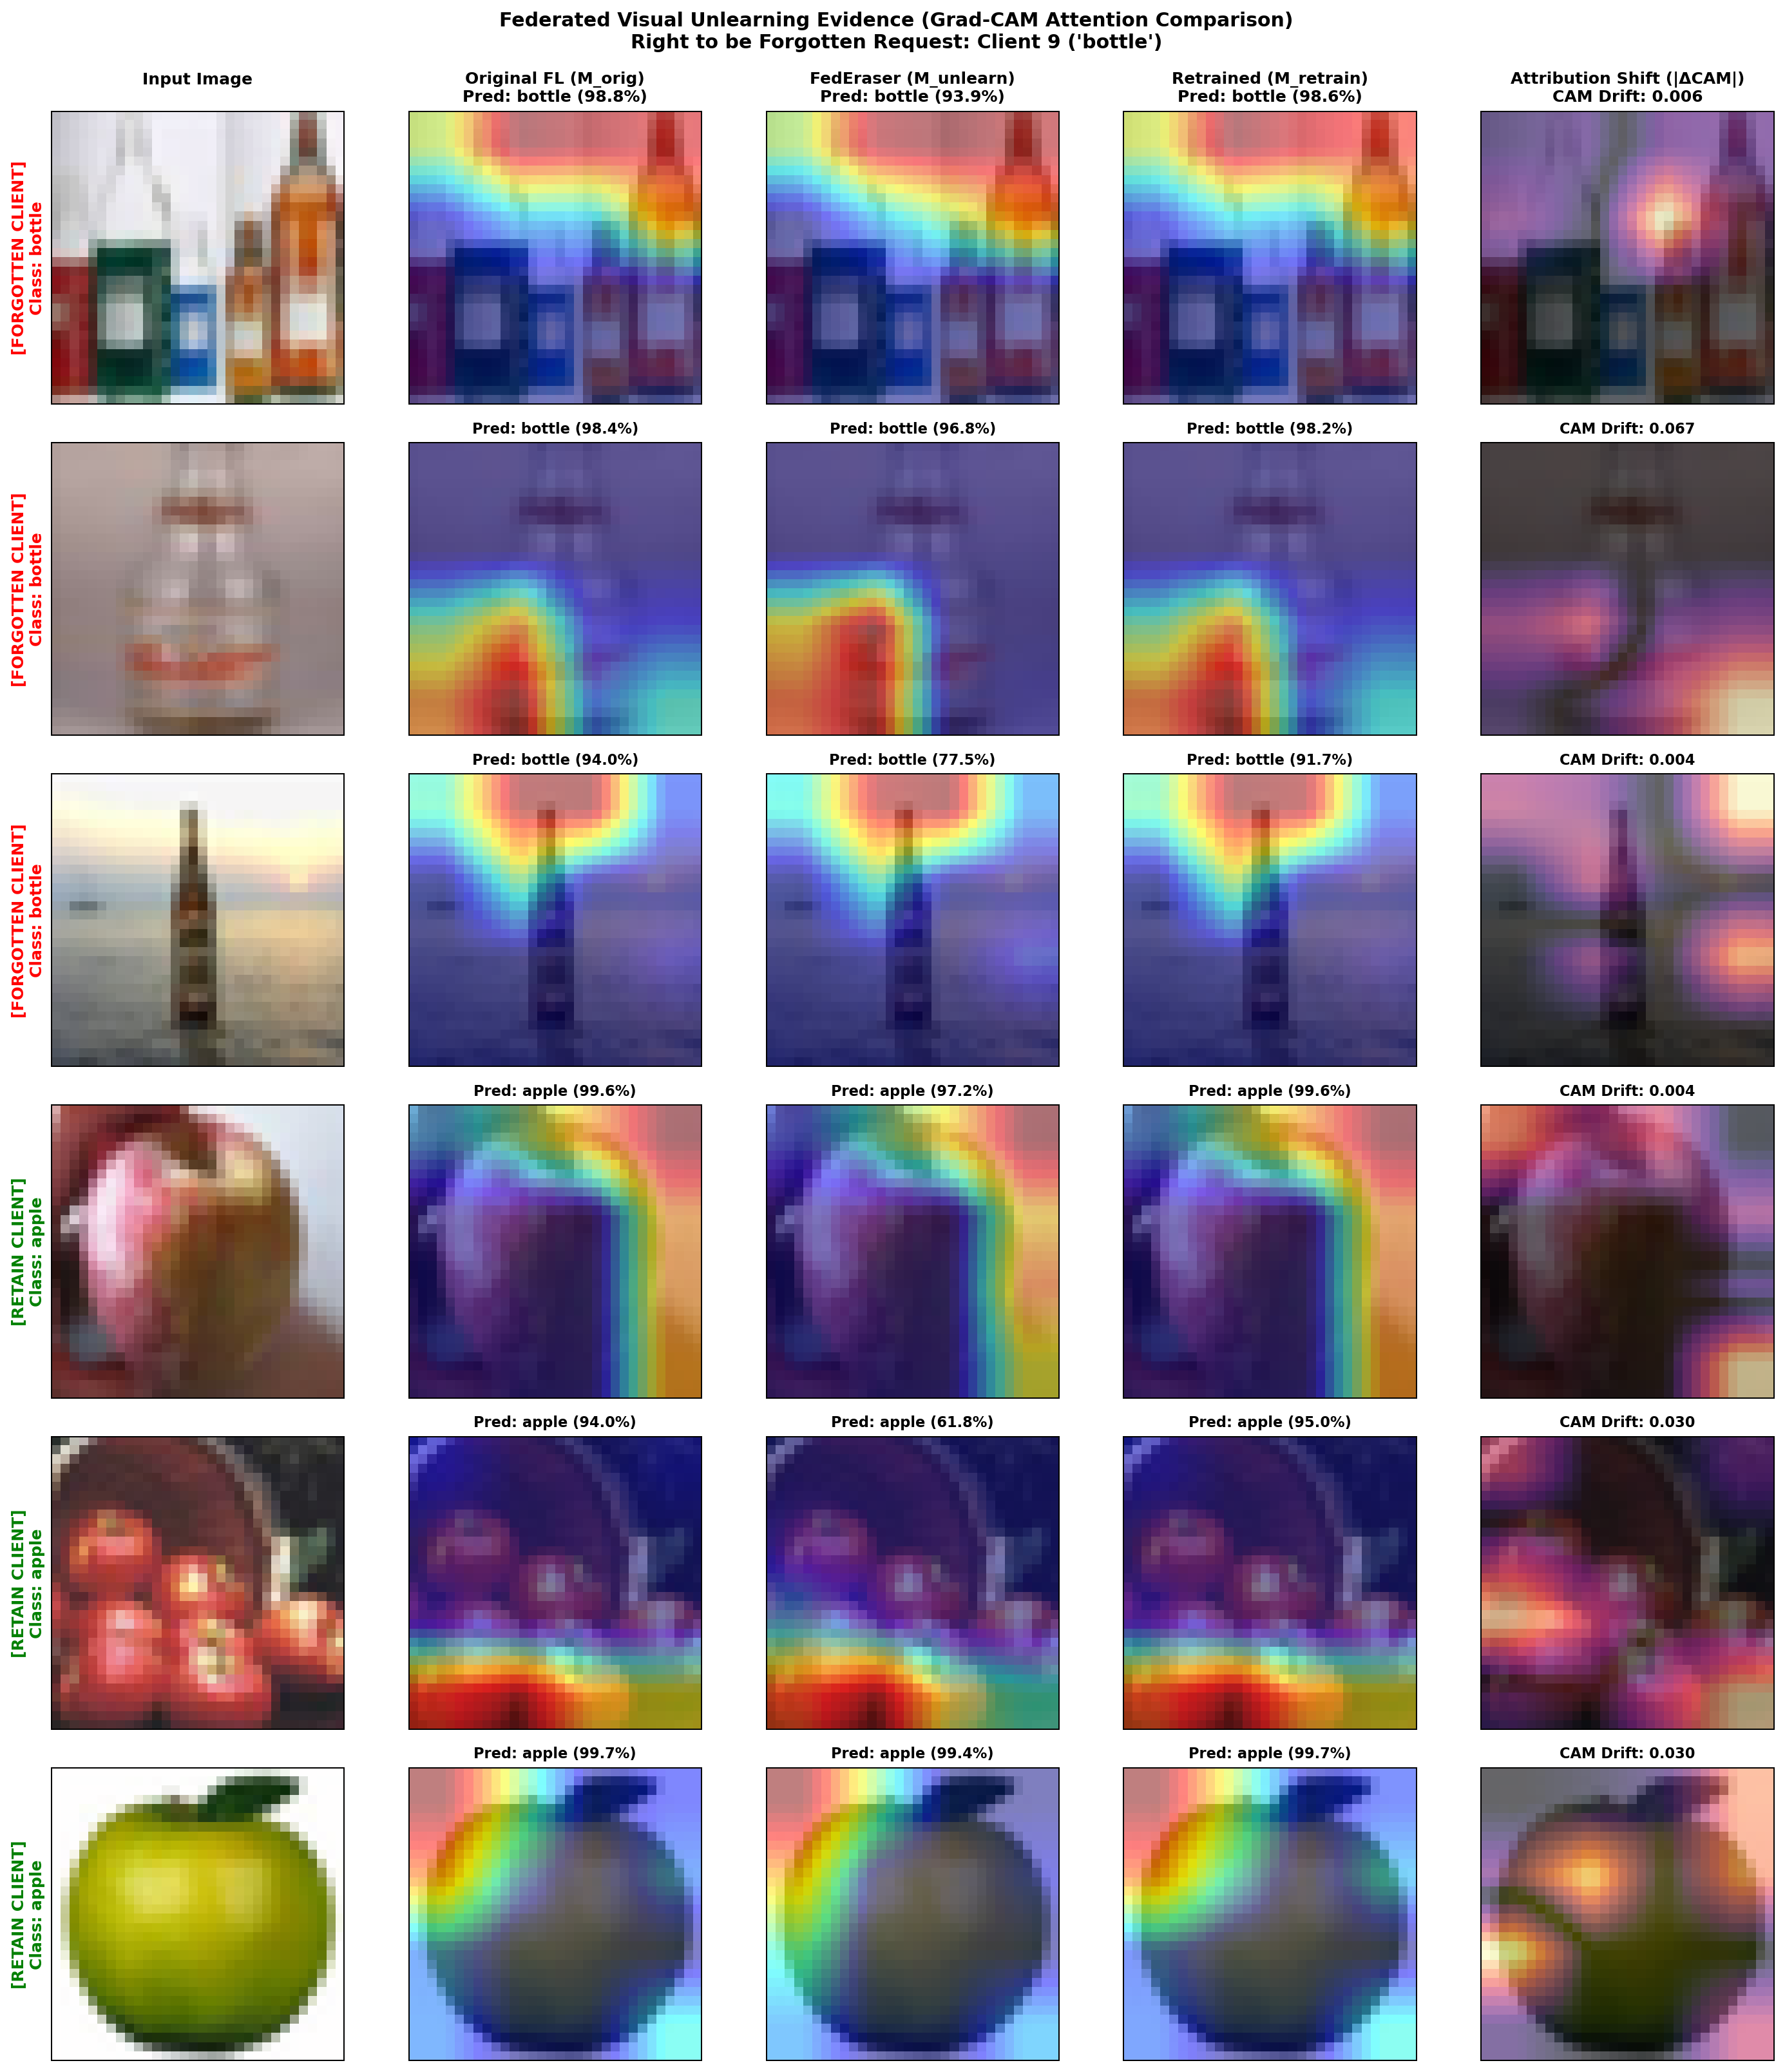 Federated Visual Unlearning Evidence (Grad-CAM Attention Comparison)
Right to be Forgotten Request: Client 9 ('bottle')
Input Image
Original FL (M_orig)
Pred: bottle (98.8%)
FedEraser (M_unlearn)
Pred: bottle (93.9%)
Retrained (M_retrain)
Pred: bottle (98.6%)
Attribution Shift (|ΔCAM|)
CAM Drift: 0.006
[FORGOTTEN CLIENT]
Class: bottle
Pred: bottle (98.4%)
Pred: bottle (96.8%)
Pred: bottle (98.2%)
CAM Drift: 0.067
[FORGOTTEN CLIENT]
Class: bottle
Pred: bottle (94.0%)
Pred: bottle (77.5%)
Pred: bottle (91.7%)
CAM Drift: 0.004
[FORGOTTEN CLIENT]
Class: bottle
Pred: apple (99.6%)
Pred: apple (97.2%)
Pred: apple (99.6%)
CAM Drift: 0.004
[RETAIN CLIENT]
Class: apple
Pred: apple (94.0%)
Pred: apple (61.8%)
Pred: apple (95.0%)
CAM Drift: 0.030
[RETAIN CLIENT]
Class: apple
Pred: apple (99.7%)
Pred: apple (99.4%)
Pred: apple (99.7%)
CAM Drift: 0.030
[RETAIN CLIENT]
Class: apple